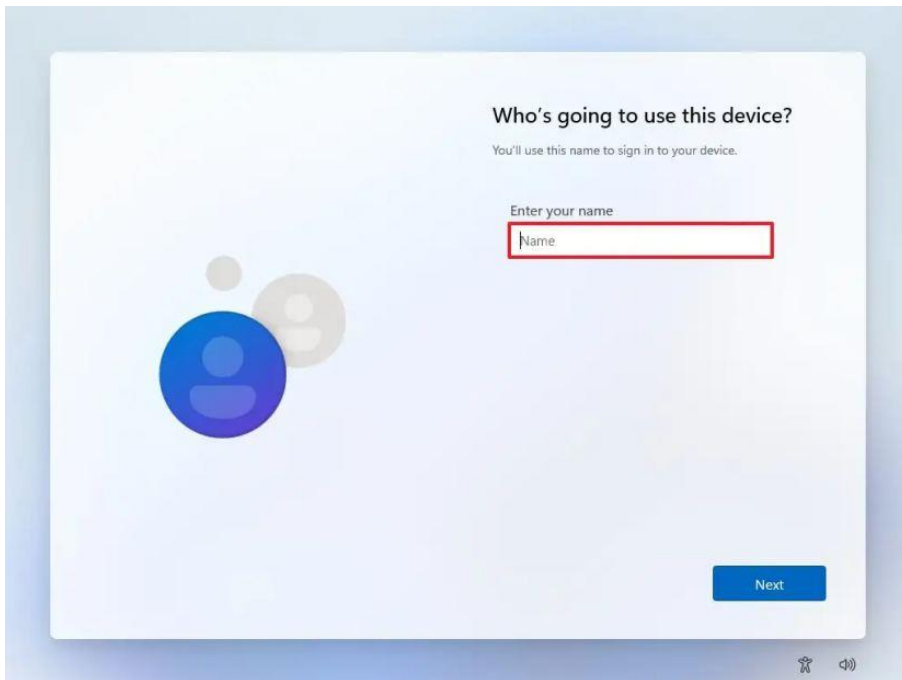 Who's going to use this device?
You'll use this name to sign in to your device.
Enter your name
Name
Next